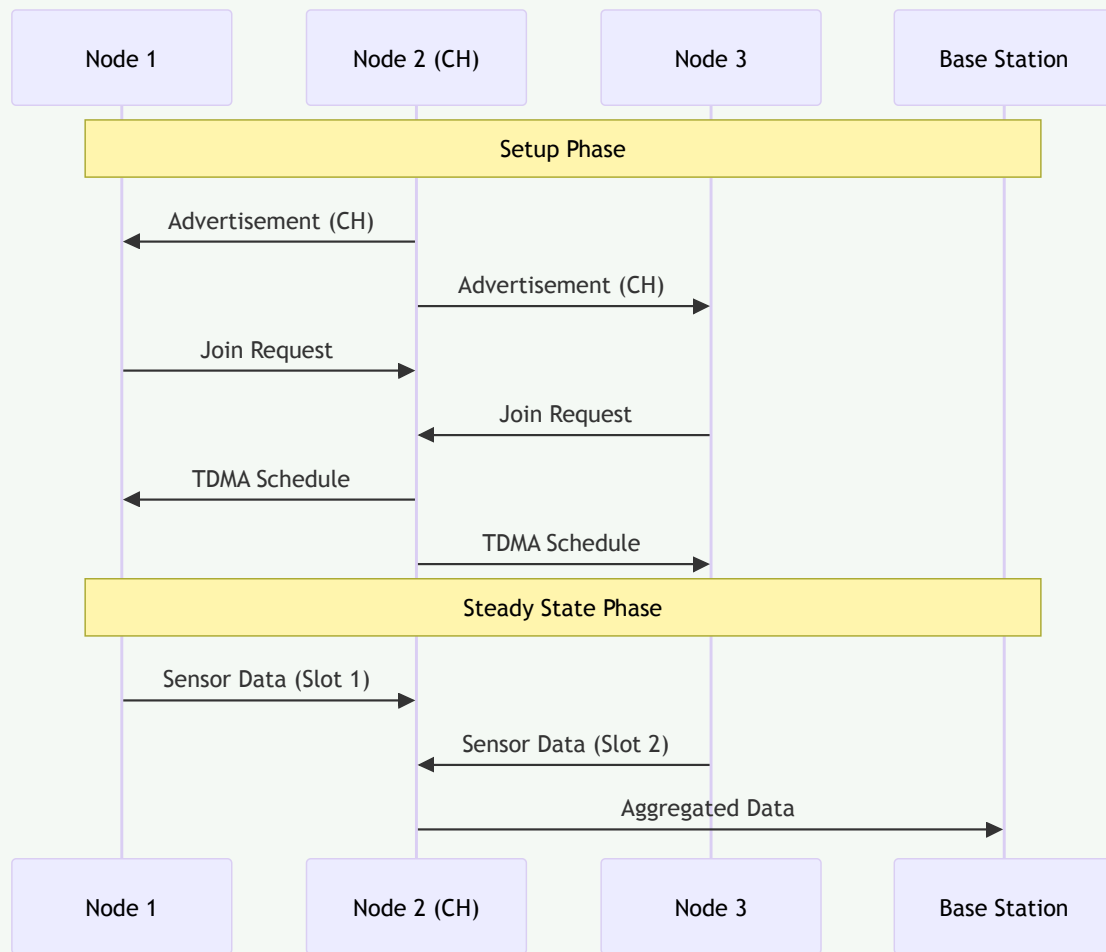 Node 1
Node 2 (CH)
Node 3
Base Station
Setup Phase
Advertisement (CH)
Advertisement (CH)
Join Request
Join Request
TDMA Schedule
TDMA Schedule
Steady State Phase
Sensor Data (Slot 1)
Sensor Data (Slot 2)
Aggregated Data
Node 1
Node 2 (CH)
Node 3
Base Station